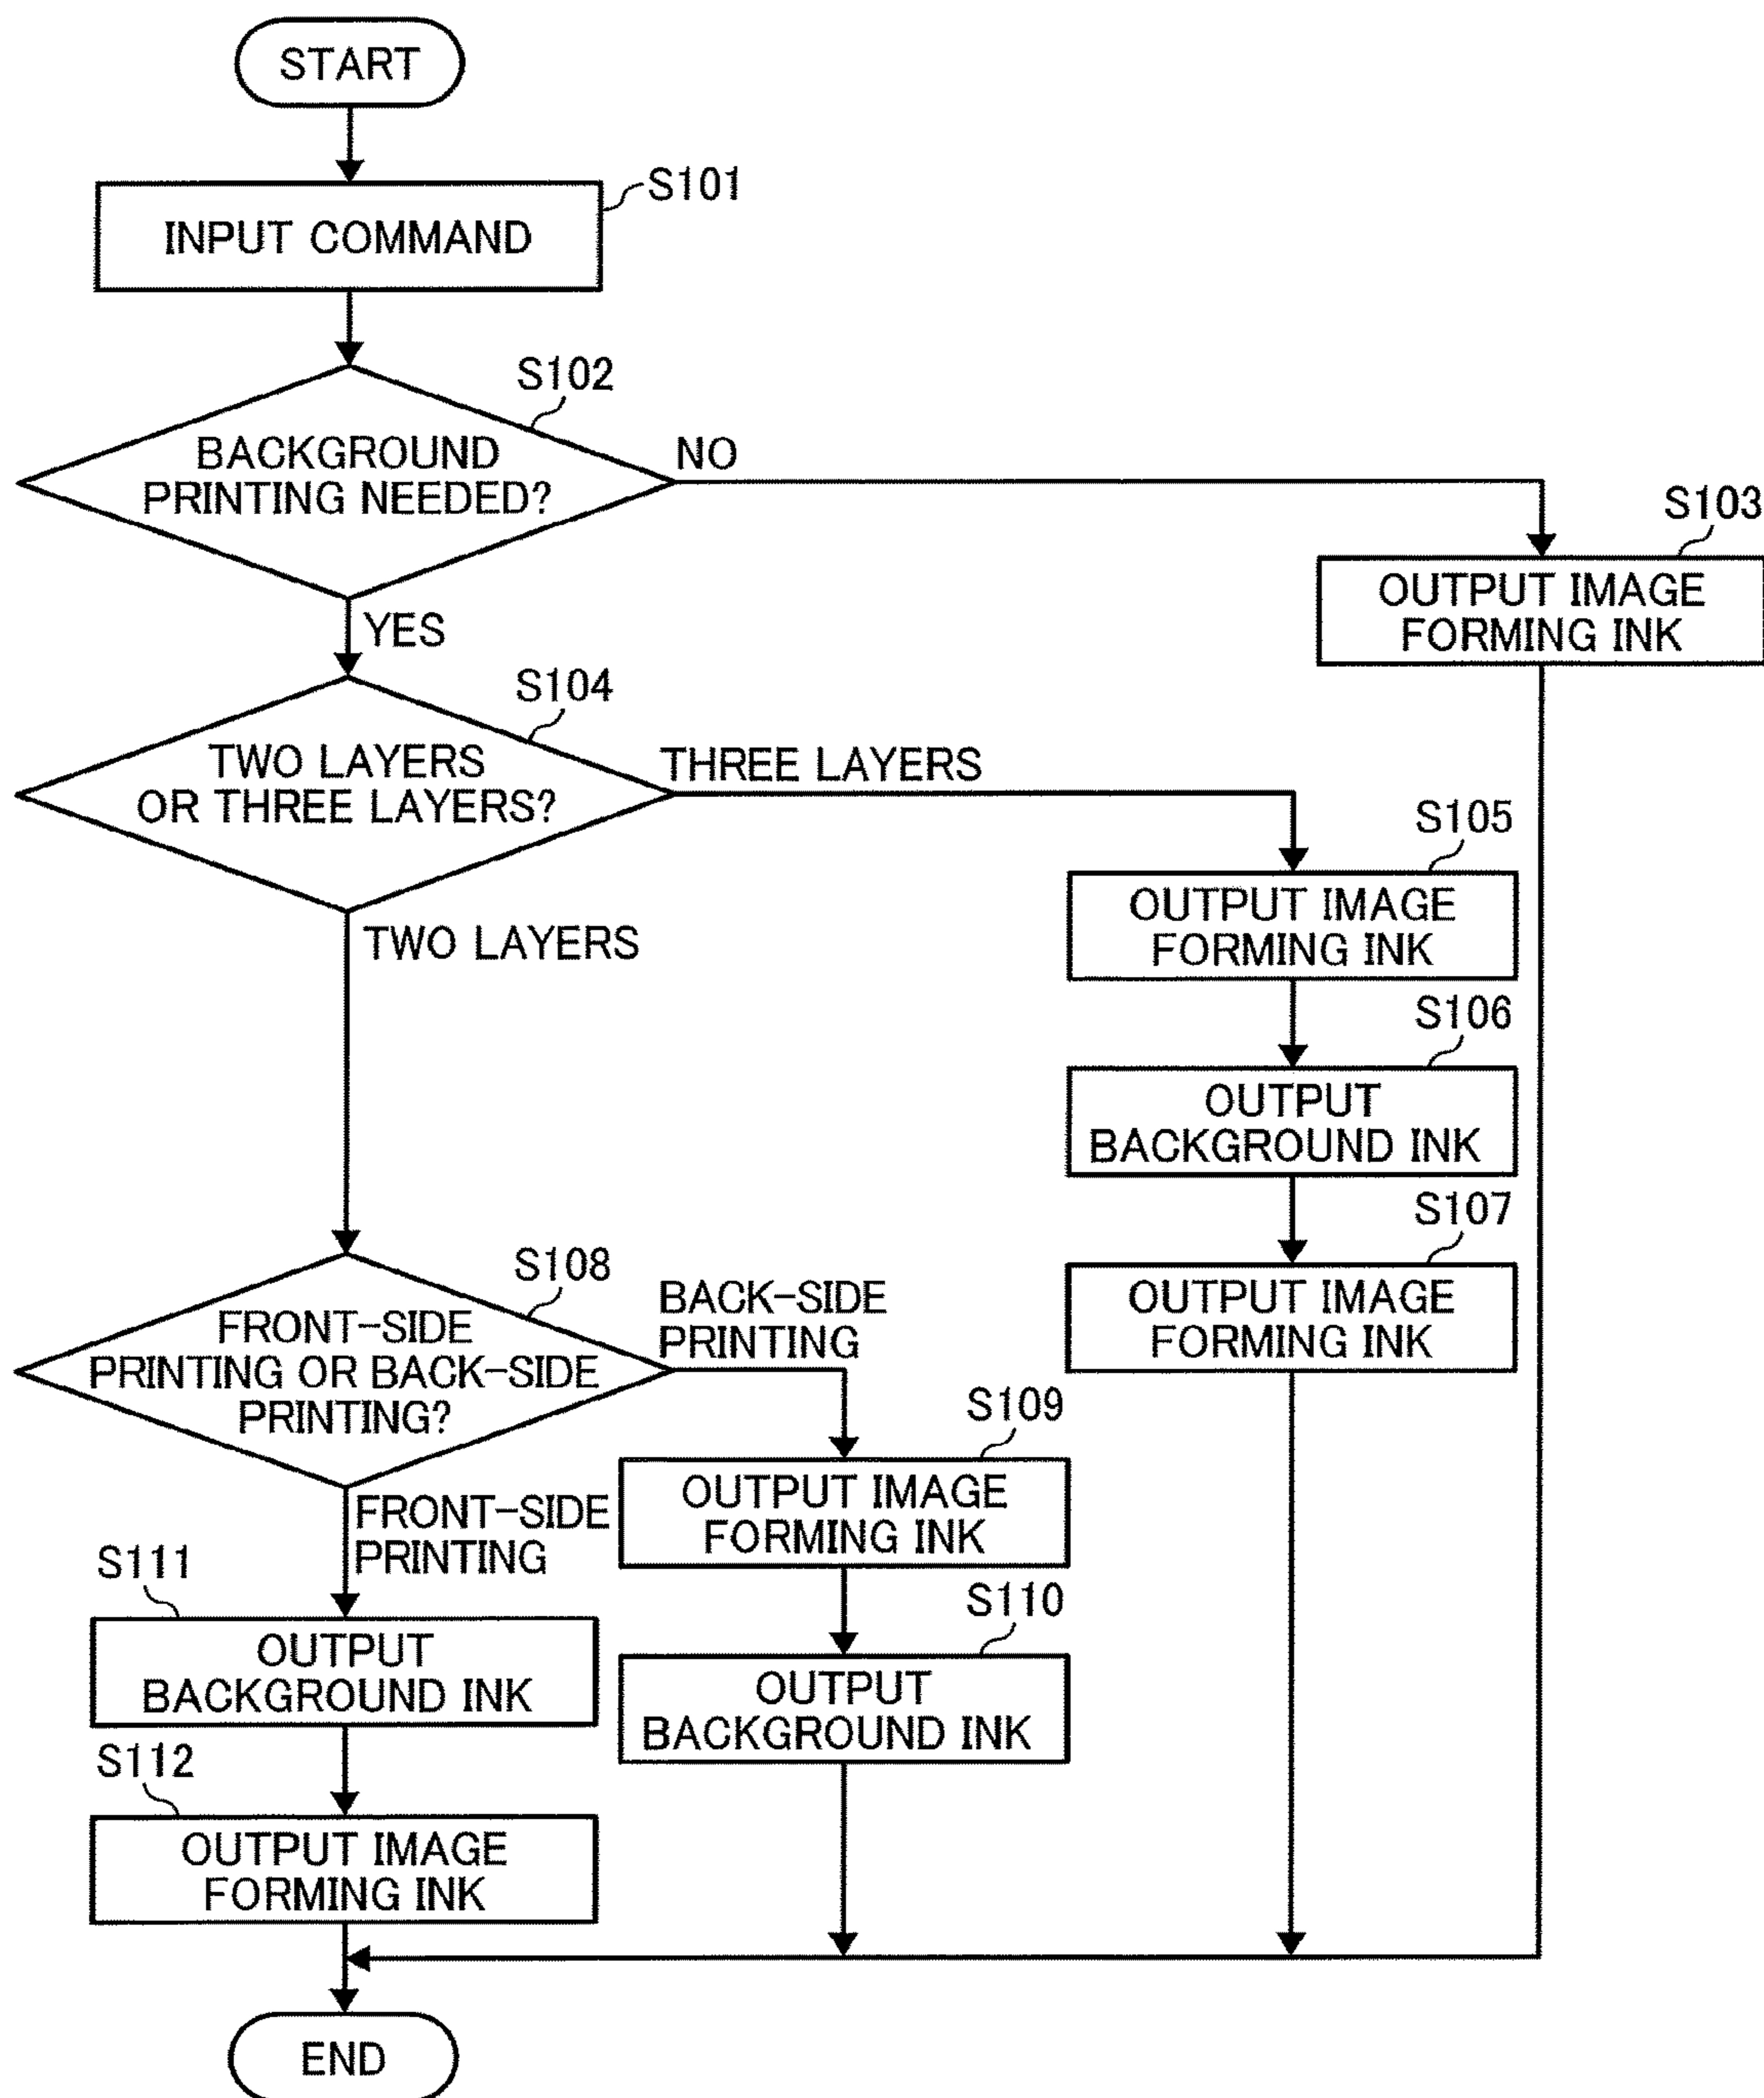 START
S101
INPUT COMMAND
S102
BACKGROUND
PRINTING NEEDED?
NO
S103
OUTPUT IMAGE
FORMING INK
YES
S104
TWO LAYERS
OR THREE LAYERS?
THREE LAYERS
S105
OUTPUT IMAGE
FORMING INK
TWO LAYERS
S106
OUTPUT
BACKGROUND INK
S107
OUTPUT IMAGE
FORMING INK
S108
FRONT-SIDE
PRINTING OR BACK-SIDE
PRINTING?
BACK-SIDE
PRINTING
S109
OUTPUT IMAGE
FORMING INK
FRONT-SIDE
PRINTING
S110
OUTPUT
BACKGROUND INK
S111
OUTPUT
BACKGROUND INK
S112
OUTPUT IMAGE
FORMING INK
END